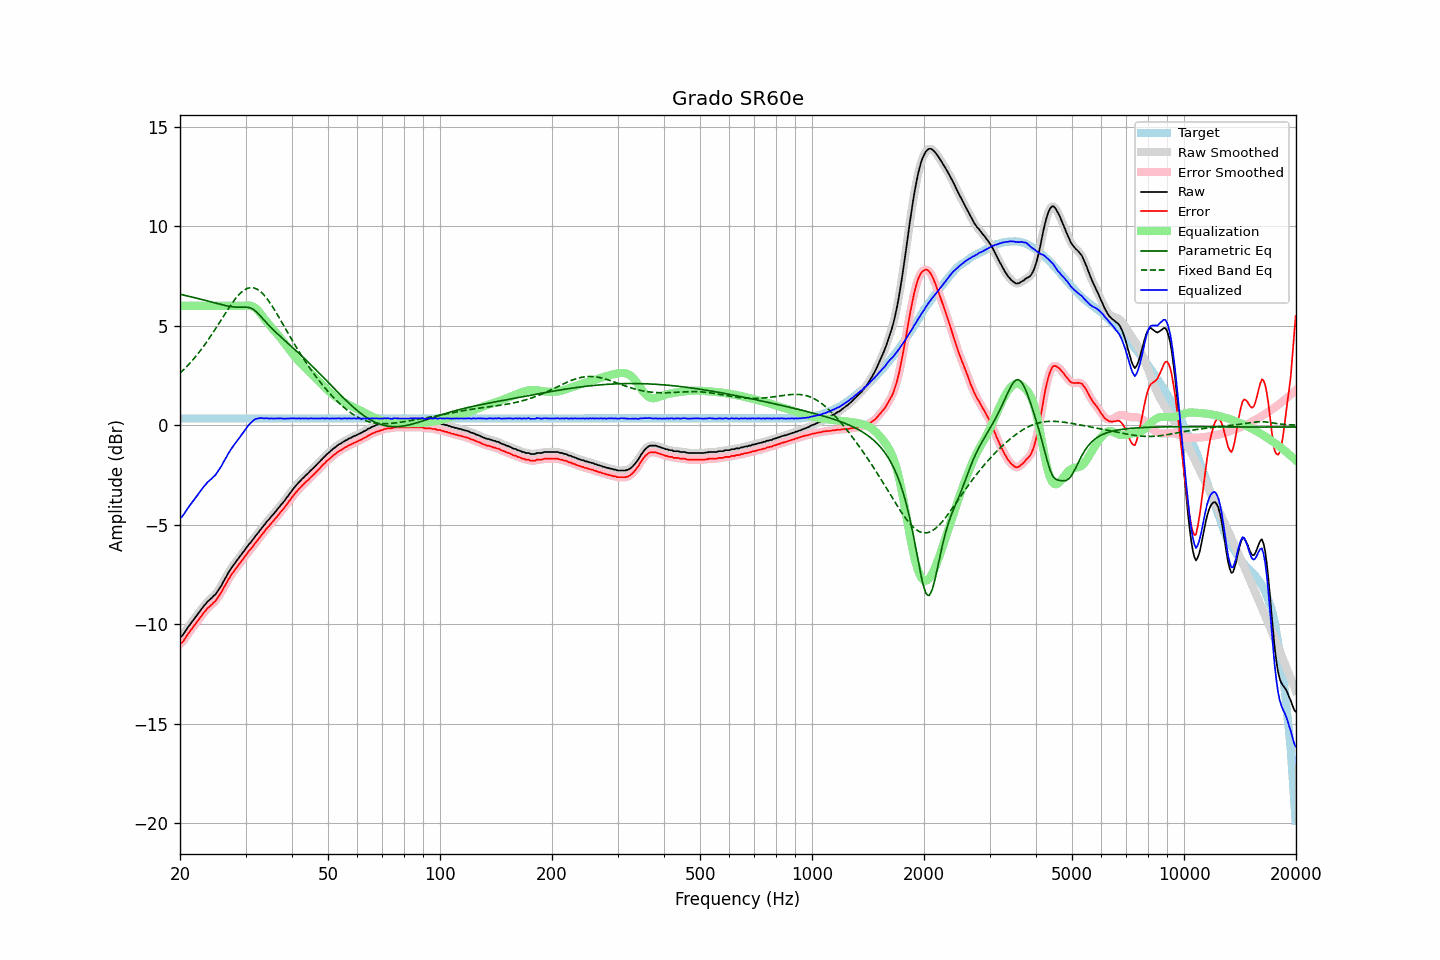 Grado SR60e
Amplitude (dBr)
15
10
5
0
−5
−10
−15
−20
Target
Raw Smoothed
Error Smoothed
Raw
Error
Equalization
Parametric Eq
Fixed Band Eq
Equalized
20 50 100 200 500 1000 2000 5000 10000 20000
Frequency (Hz)